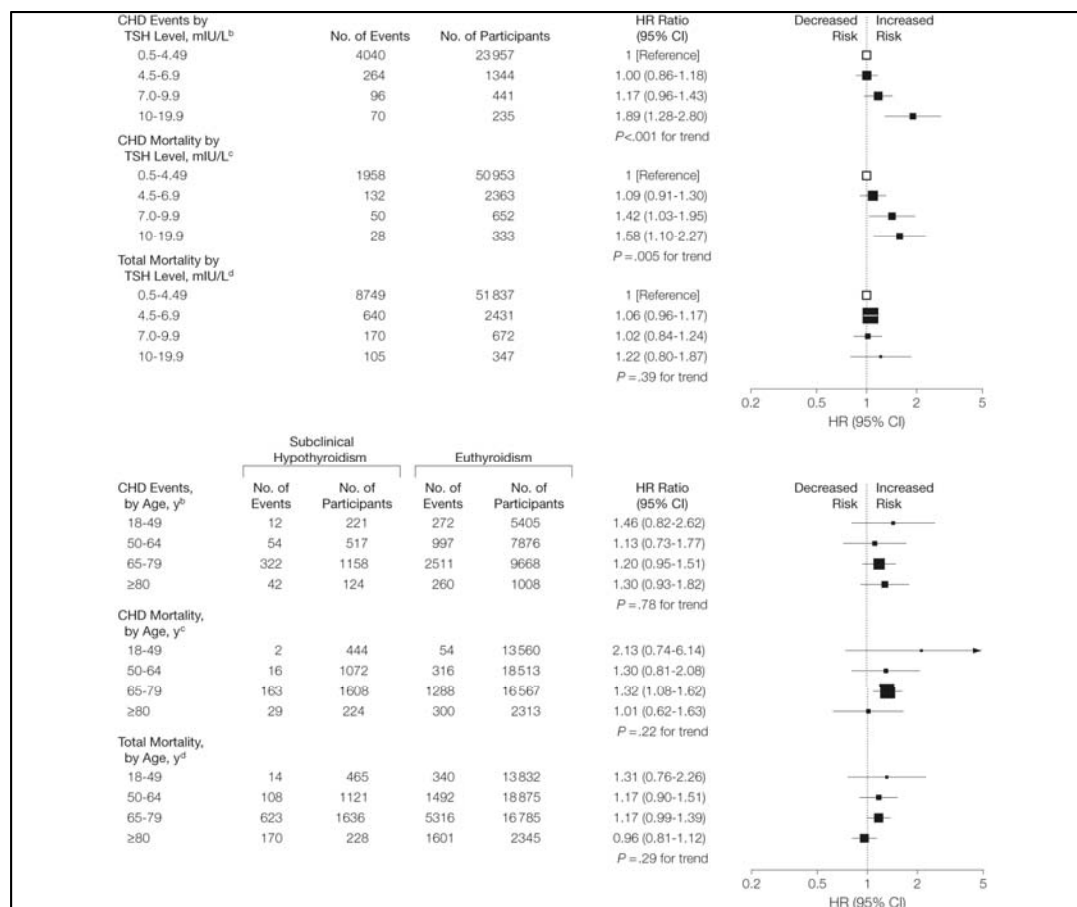 CHD Events by TSH Level, mIU/Lᵇ No. of Events No. of Participants HR Ratio (95% CI) Decreased Risk Increased Risk
0.5-4.49 4040 23 957 1 [Reference]
4.5-6.9 264 1344 1.00 (0.86-1.18)
7.0-9.9 96 441 1.17 (0.96-1.43)
10-19.9 70 235 1.89 (1.28-2.80)
P<.001 for trend
CHD Mortality by
TSH Level, mIU/Lᶜ
0.5-4.49 1958 50 953 1 [Reference]
4.5-6.9 132 2363 1.09 (0.91-1.30)
7.0-9.9 50 652 1.42 (1.03-1.95)
10-19.9 28 333 1.58 (1.10-2.27)
P=.005 for trend
Total Mortality by
TSH Level, mIU/Lᵈ
0.5-4.49 8749 51 837 1 [Reference]
4.5-6.9 640 2431 1.06 (0.96-1.17)
7.0-9.9 170 672 1.02 (0.84-1.24)
10-19.9 105 347 1.22 (0.80-1.87)
P=.39 for trend
0.2 0.5 1 2 5
HR (95% CI)
Subclinical Hypothyroidism Euthyroidism
CHD Events, by Age, yᵇ No. of Events No. of Participants No. of Events No. of Participants HR Ratio (95% CI) Decreased Risk Increased Risk
18-49 12 221 272 5405 1.46 (0.82-2.62)
50-64 54 517 997 7876 1.13 (0.73-1.77)
65-79 322 1158 2511 9668 1.20 (0.95-1.51)
≥80 42 124 260 1008 1.30 (0.93-1.82)
P=.78 for trend
CHD Mortality,
by Age, yᶜ
18-49 2 444 54 13 560 2.13 (0.74-6.14)
50-64 16 1072 316 18 513 1.30 (0.81-2.08)
65-79 163 1608 1288 16 567 1.32 (1.08-1.62)
≥80 29 224 300 2313 1.01 (0.62-1.63)
P=.22 for trend
Total Mortality,
by Age, yᵈ
18-49 14 465 340 13 832 1.31 (0.76-2.26)
50-64 108 1121 1492 18 875 1.17 (0.90-1.51)
65-79 623 1636 5316 16 785 1.17 (0.99-1.39)
≥80 170 228 1601 2345 0.96 (0.81-1.12)
P=.29 for trend
0.2 0.5 1 2 5
HR (95% CI)